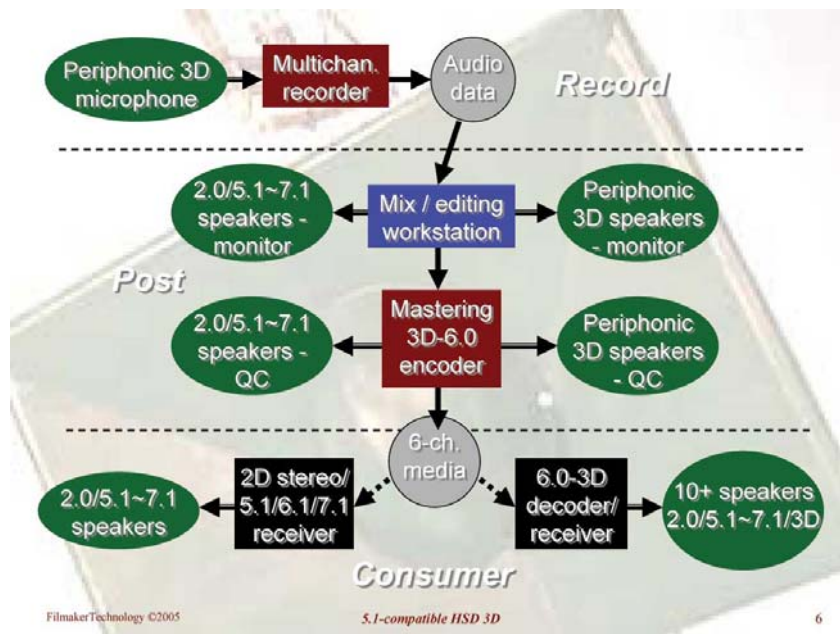 Periphonic 3D
microphone
Multichan.
recorder
Audio
data
Record
2.0/5.1~7.1
speakers -
monitor
Mix / editing
workstation
Periphonic
3D speakers
- monitor
Post
2.0/5.1~7.1
speakers -
QC
Mastering
3D-6.0
encoder
Periphonic
3D speakers
- QC
6-ch.
media
2.0/5.1~7.1
speakers
2D stereo/
5.1/6.1/7.1
receiver
6.0-3D
decoder/
receiver
10+ speakers
2.0/5.1~7.1/3D
Consumer
FilmakerTechnology ©2005
5.1-compatible HSD 3D
6